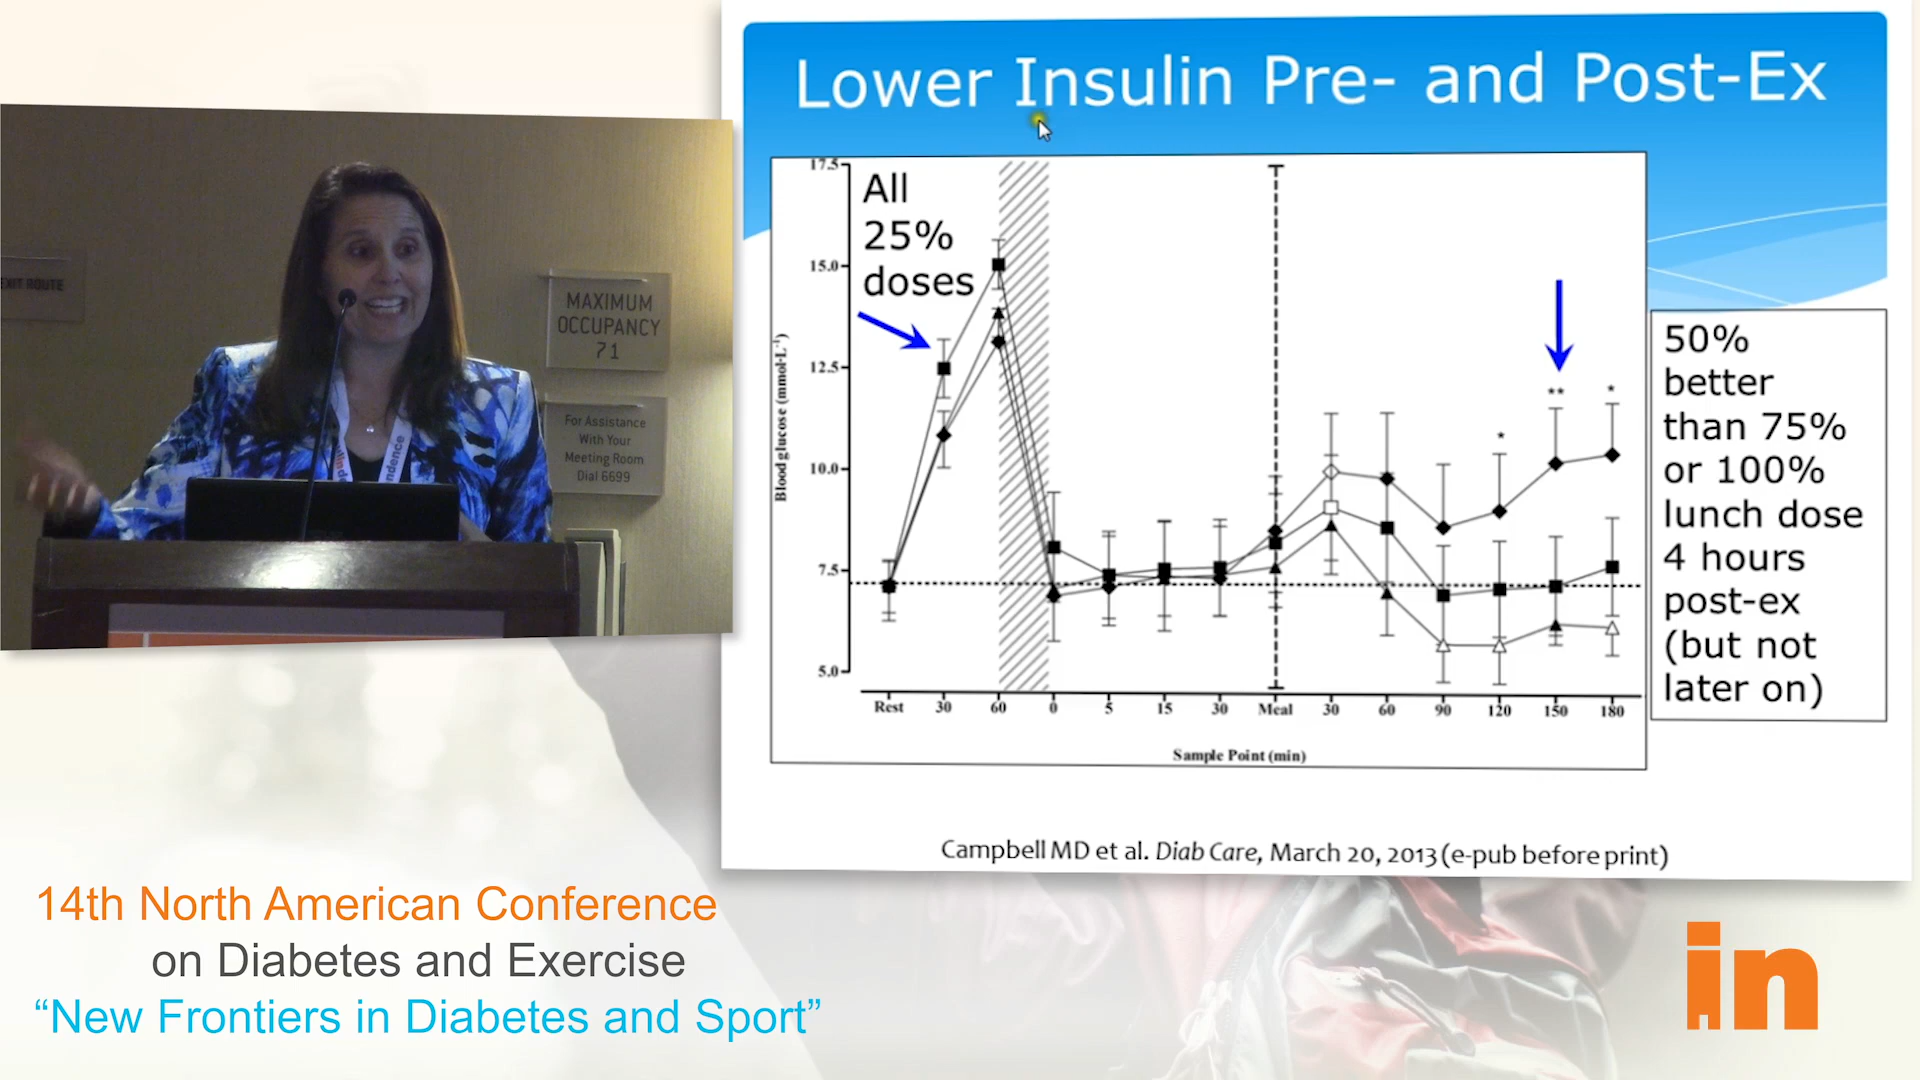 Lower Insulin Pre- and Post-Ex
EXIT ROUTE
MAXIMUM
OCCUPANCY
71
For Assistance
With Your
Meeting Room
Dial 6699
ndence
17.5
15.0
12.5
10.0
7.5
5.0
Blood glucose (mmol·L-1)
All
25%
doses
*
**
*
Rest 30 60 0 5 15 30 Meal 30 60 90 120 150 180
Sample Point (min)
50%
better
than 75%
or 100%
lunch dose
4 hours
post-ex
(but not
later on)
Campbell MD et al. Diab Care, March 20, 2013 (e-pub before print)
14th North American Conference
on Diabetes and Exercise
“New Frontiers in Diabetes and Sport”
in